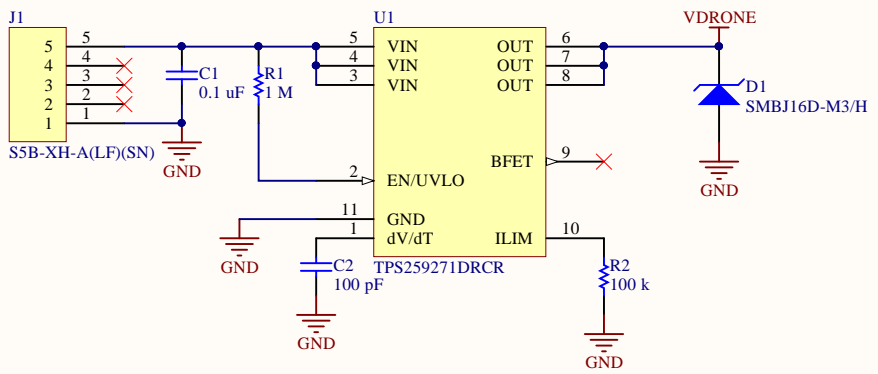 J1
U1
VDRONE
5 5
4 4
3 3
2 2
1 1
S5B-XH-A(LF)(SN)
C1
0.1 uF
GND
R1
1 M
5 VIN
4 VIN
3 VIN
2 EN/UVLO
11 GND
1 dV/dT
OUT 6
OUT 7
OUT 8
BFET 9
ILIM 10
TPS259271DRCR
GND
C2
100 pF
GND
R2
100 k
GND
D1
SMBJ16D-M3/H
GND